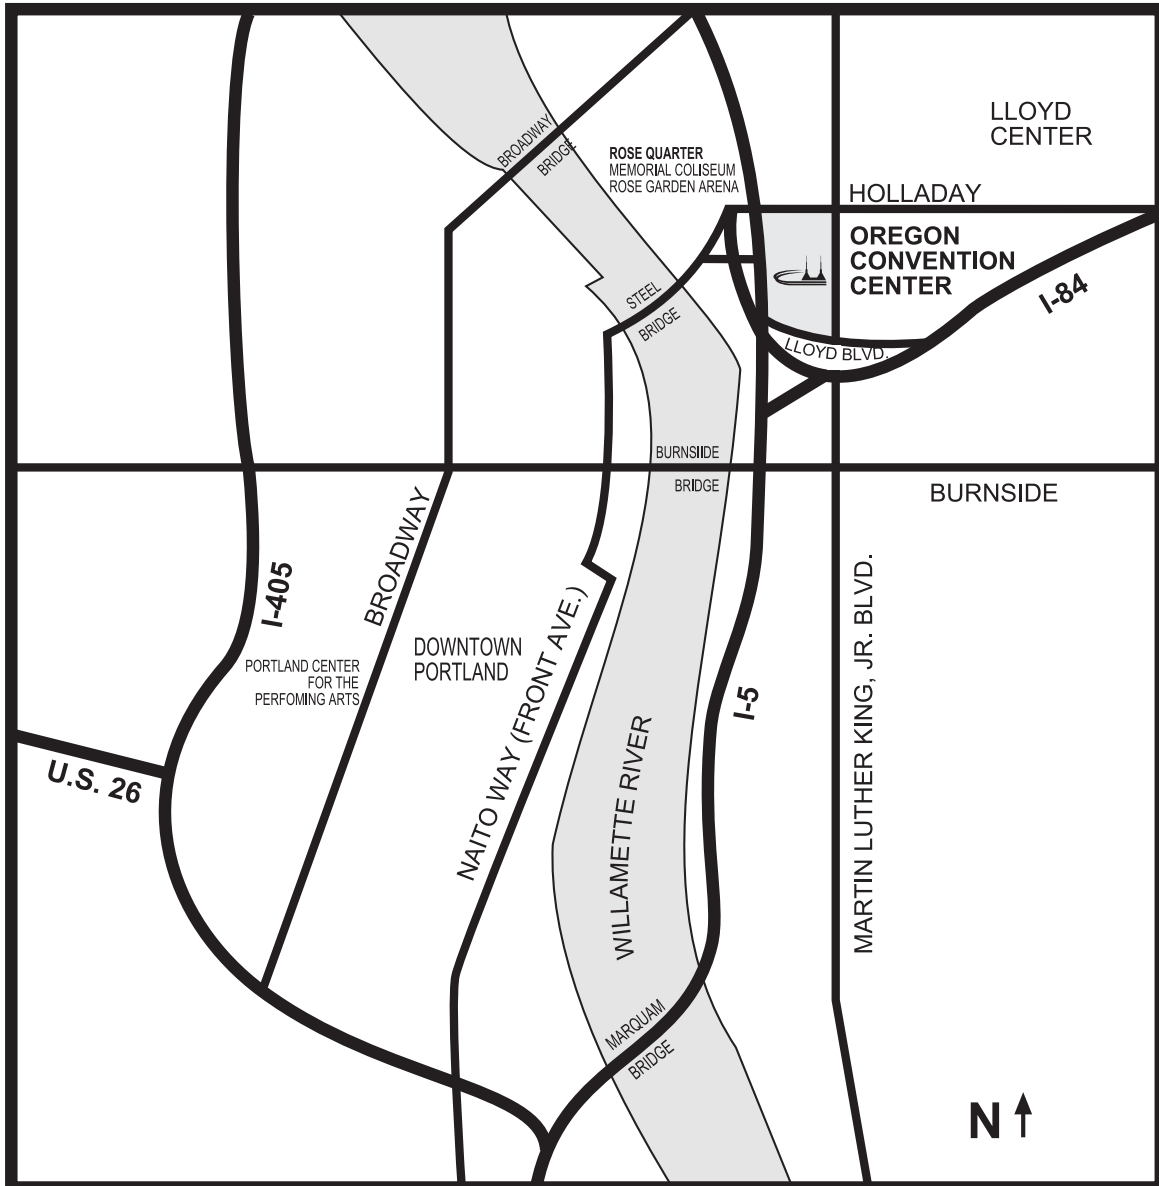 LLOYD
CENTER
BROADWAY
BRIDGE
ROSE QUARTER
MEMORIAL COLISEUM
ROSE GARDEN ARENA
HOLLADAY
OREGON
CONVENTION
CENTER
I-84
STEEL
BRIDGE
LLOYD BLVD.
BURNSIIDE
BRIDGE
BURNSIDE
BROADWAY
I-405
PORTLAND CENTER
FOR THE
PERFOMING ARTS
DOWNTOWN
PORTLAND
NAITO WAY (FRONT AVE.)
I-5
MARTIN LUTHER KING, JR. BLVD.
U.S. 26
WILLAMETTE RIVER
MARQUAM
BRIDGE
N